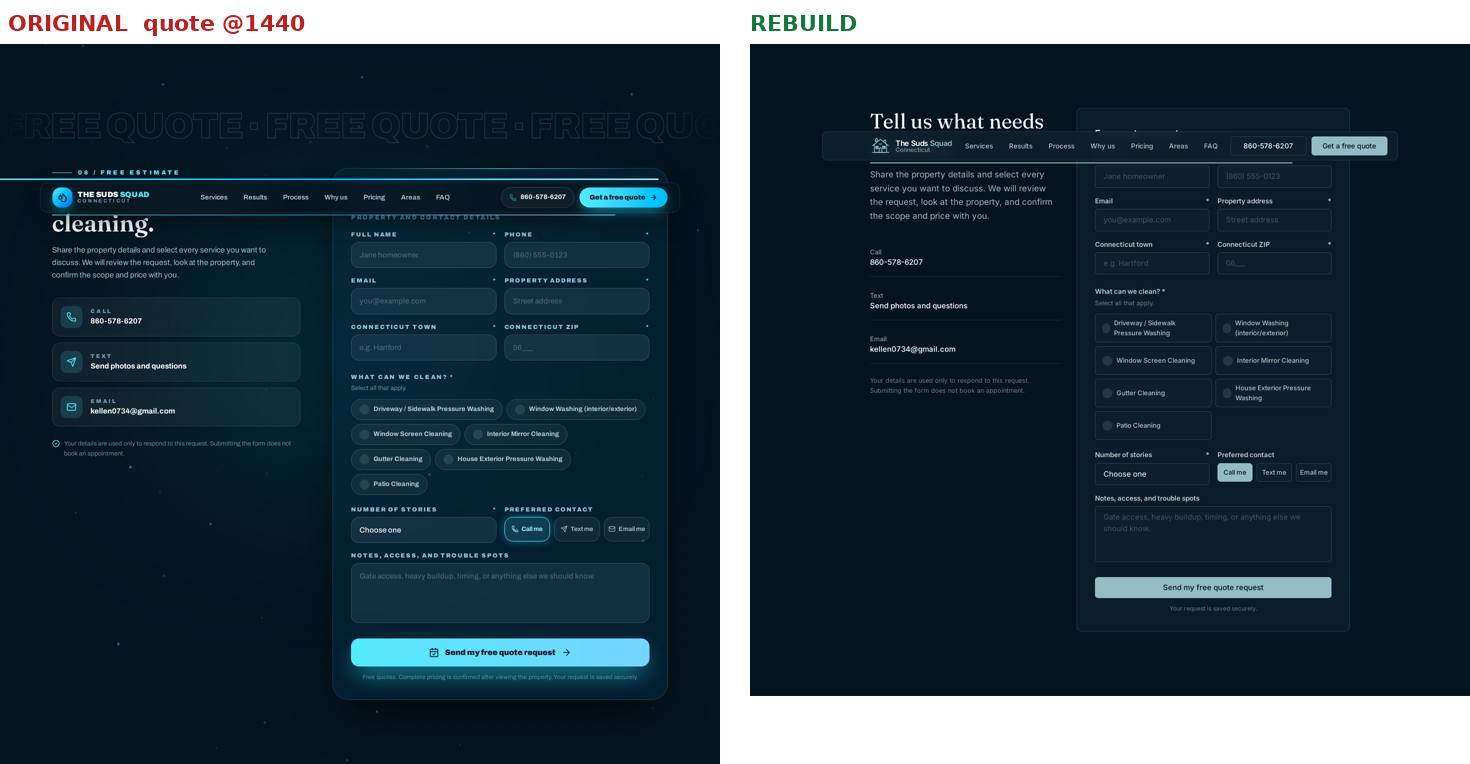 ORIGINAL quote @1440
FREE QUOTE · FREE QUOTE · FREE QUO
08 / FREE ESTIMATE
THE SUDS SQUAD
CONNECTICUT
Services
Results
Process
Why us
Pricing
Areas
FAQ
860-578-6207
Get a free quote
cleaning.
Share the property details and select every service you want to
discuss. We will review the request, look at the property, and
confirm the scope and price with you.
CALL
860-578-6207
TEXT
Send photos and questions
EMAIL
kellen0734@gmail.com
Your details are used only to respond to this request. Submitting the form does not
book an appointment.
PROPERTY AND CONTACT DETAILS
FULL NAME *
PHONE *
Jane homeowner
(860) 555-0123
EMAIL *
PROPERTY ADDRESS *
you@example.com
Street address
CONNECTICUT TOWN *
CONNECTICUT ZIP *
e.g. Hartford
06___
WHAT CAN WE CLEAN? *
Select all that apply.
Driveway / Sidewalk Pressure Washing
Window Washing (interior/exterior)
Window Screen Cleaning
Interior Mirror Cleaning
Gutter Cleaning
House Exterior Pressure Washing
Patio Cleaning
NUMBER OF STORIES *
PREFERRED CONTACT
Choose one
Call me
Text me
Email me
NOTES, ACCESS, AND TROUBLE SPOTS
Gate access, heavy buildup, timing, or anything else we should know.
Send my free quote request
Free quotes. Complete pricing is confirmed after viewing the property. Your request is saved securely.
REBUILD
Tell us what needs
The Suds Squad
Connecticut
Services
Results
Process
Why us
Pricing
Areas
FAQ
860-578-6207
Get a free quote
Share the property details and select every
service you want to discuss. We will review
the request, look at the property, and confirm
the scope and price with you.
Call
860-578-6207
Text
Send photos and questions
Email
kellen0734@gmail.com
Your details are used only to respond to this request.
Submitting the form does not book an appointment.
Jane homeowner
(860) 555-0123
Email *
Property address *
you@example.com
Street address
Connecticut town *
Connecticut ZIP *
e.g. Hartford
06___
What can we clean? *
Select all that apply.
Driveway / Sidewalk
Pressure Washing
Window Washing
(interior/exterior)
Window Screen Cleaning
Interior Mirror Cleaning
Gutter Cleaning
House Exterior Pressure
Washing
Patio Cleaning
Number of stories *
Preferred contact
Choose one
Call me
Text me
Email me
Notes, access, and trouble spots
Gate access, heavy buildup, timing, or anything else we
should know.
Send my free quote request
Your request is saved securely.